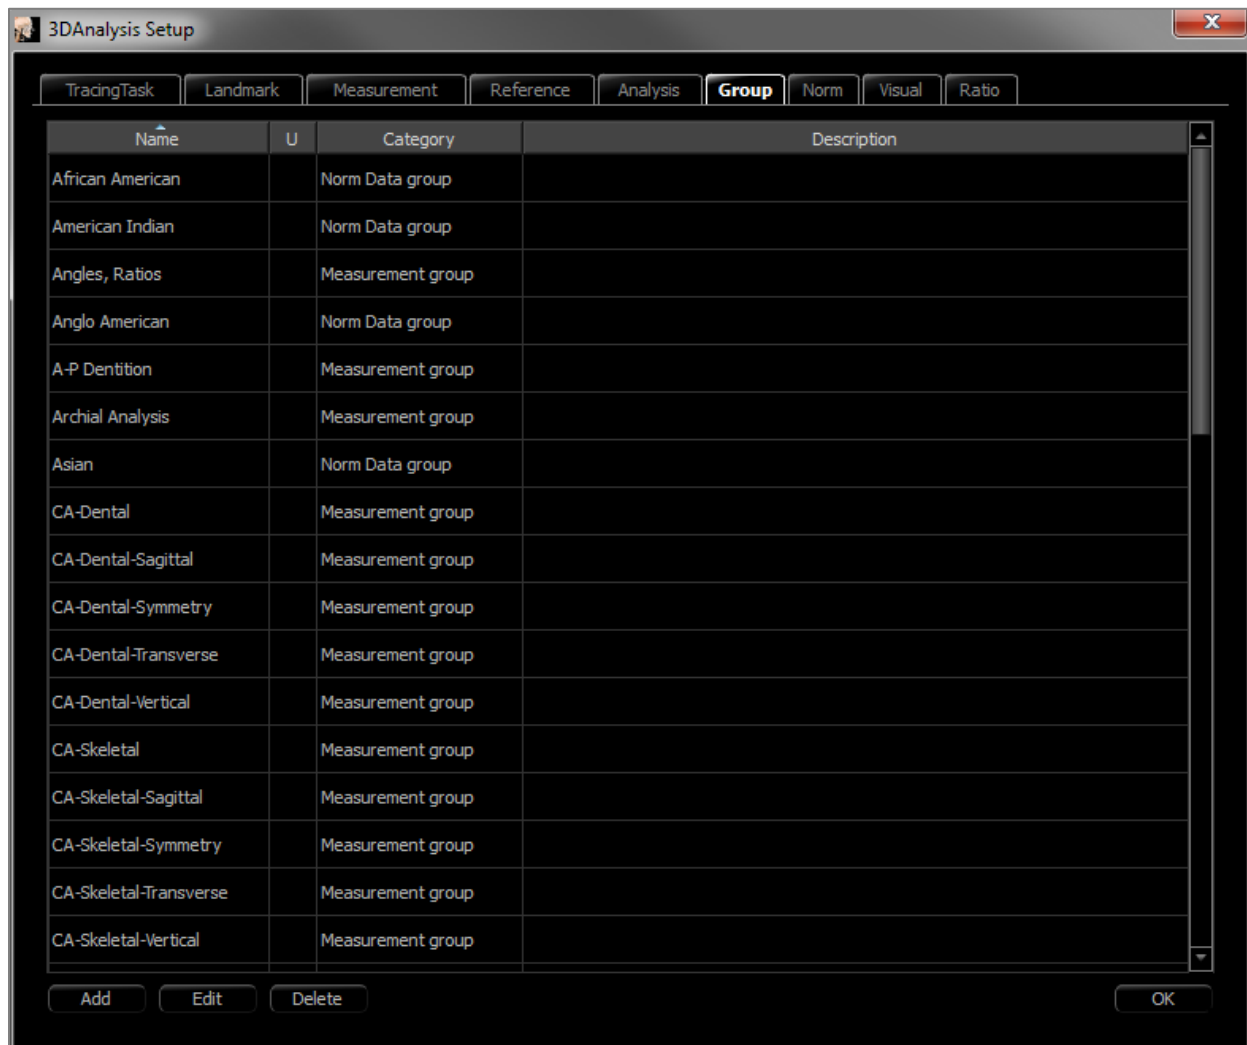 3DAnalysis Setup
TracingTask Landmark Measurement Reference Analysis Group Norm Visual Ratio
Name U Category Description
African American Norm Data group
American Indian Norm Data group
Angles, Ratios Measurement group
Anglo American Norm Data group
A-P Dentition Measurement group
Archial Analysis Measurement group
Asian Norm Data group
CA-Dental Measurement group
CA-Dental-Sagittal Measurement group
CA-Dental-Symmetry Measurement group
CA-Dental-Transverse Measurement group
CA-Dental-Vertical Measurement group
CA-Skeletal Measurement group
CA-Skeletal-Sagittal Measurement group
CA-Skeletal-Symmetry Measurement group
CA-Skeletal-Transverse Measurement group
CA-Skeletal-Vertical Measurement group
Add Edit Delete OK